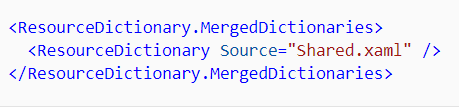 <ResourceDictionary.MergedDictionaries>
  <ResourceDictionary Source="Shared.xaml" />
</ResourceDictionary.MergedDictionaries>